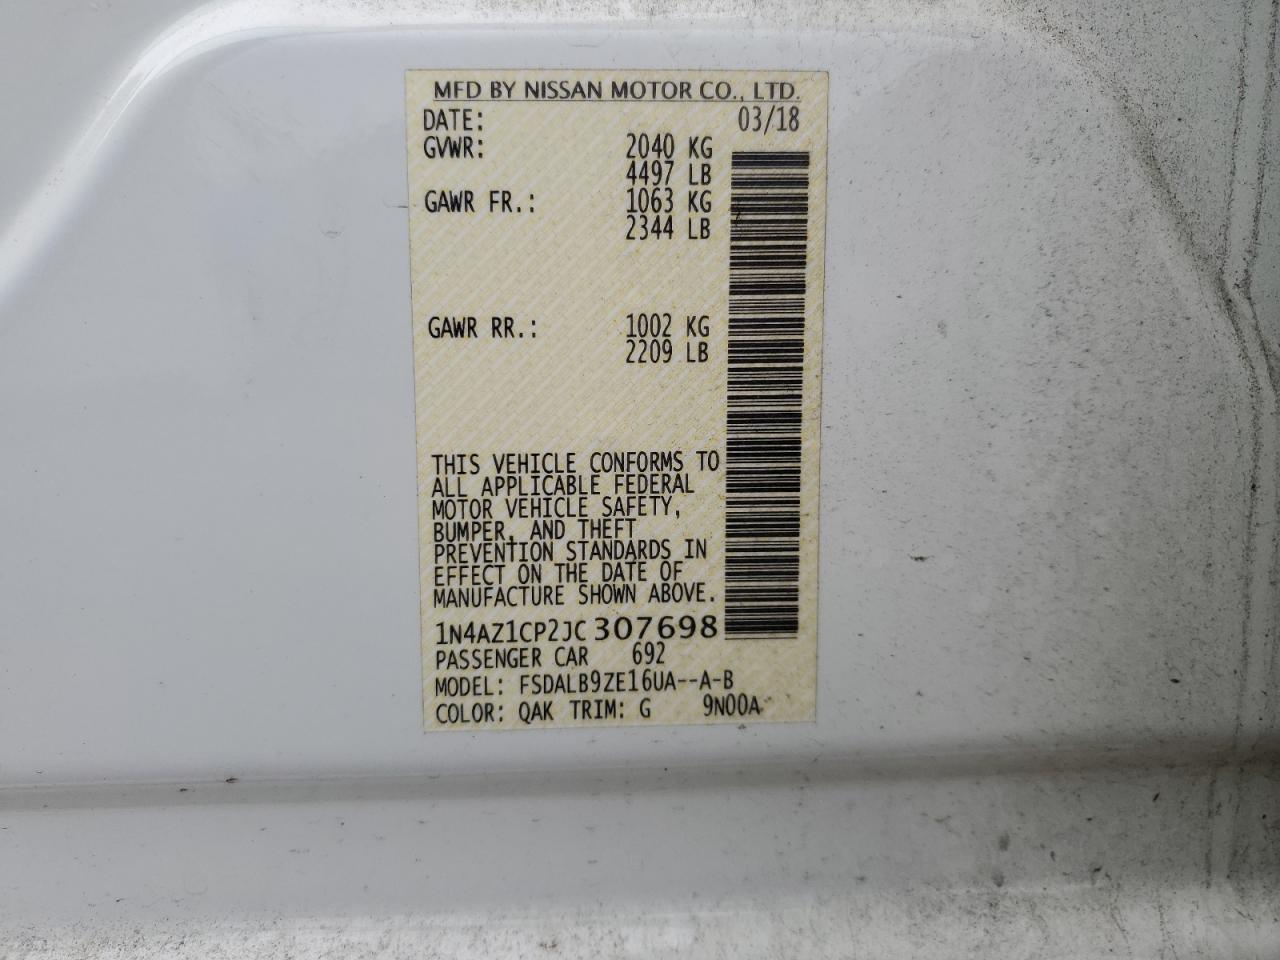 MFD BY NISSAN MOTOR CO., LTD.
DATE: 03/18
GVWR: 2040 KG
4497 LB
GAWR FR.: 1063 KG
2344 LB
GAWR RR.: 1002 KG
2209 LB
THIS VEHICLE CONFORMS TO
ALL APPLICABLE FEDERAL
MOTOR VEHICLE SAFETY,
BUMPER, AND THEFT
PREVENTION STANDARDS IN
EFFECT ON THE DATE OF
MANUFACTURE SHOWN ABOVE.
1N4AZ1CP2JC307698
PASSENGER CAR 692
MODEL: FSDALB9ZE16UA--A-B
COLOR: QAK TRIM: G 9N00A